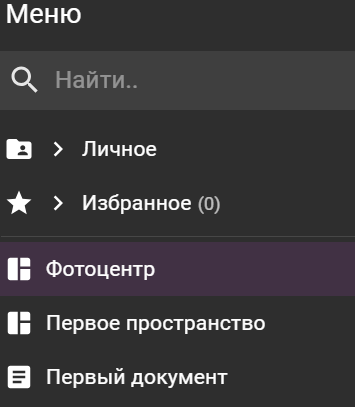 Меню
Найти..
Личное
Избранное (0)
Фотоцентр
Первое пространство
Первый документ